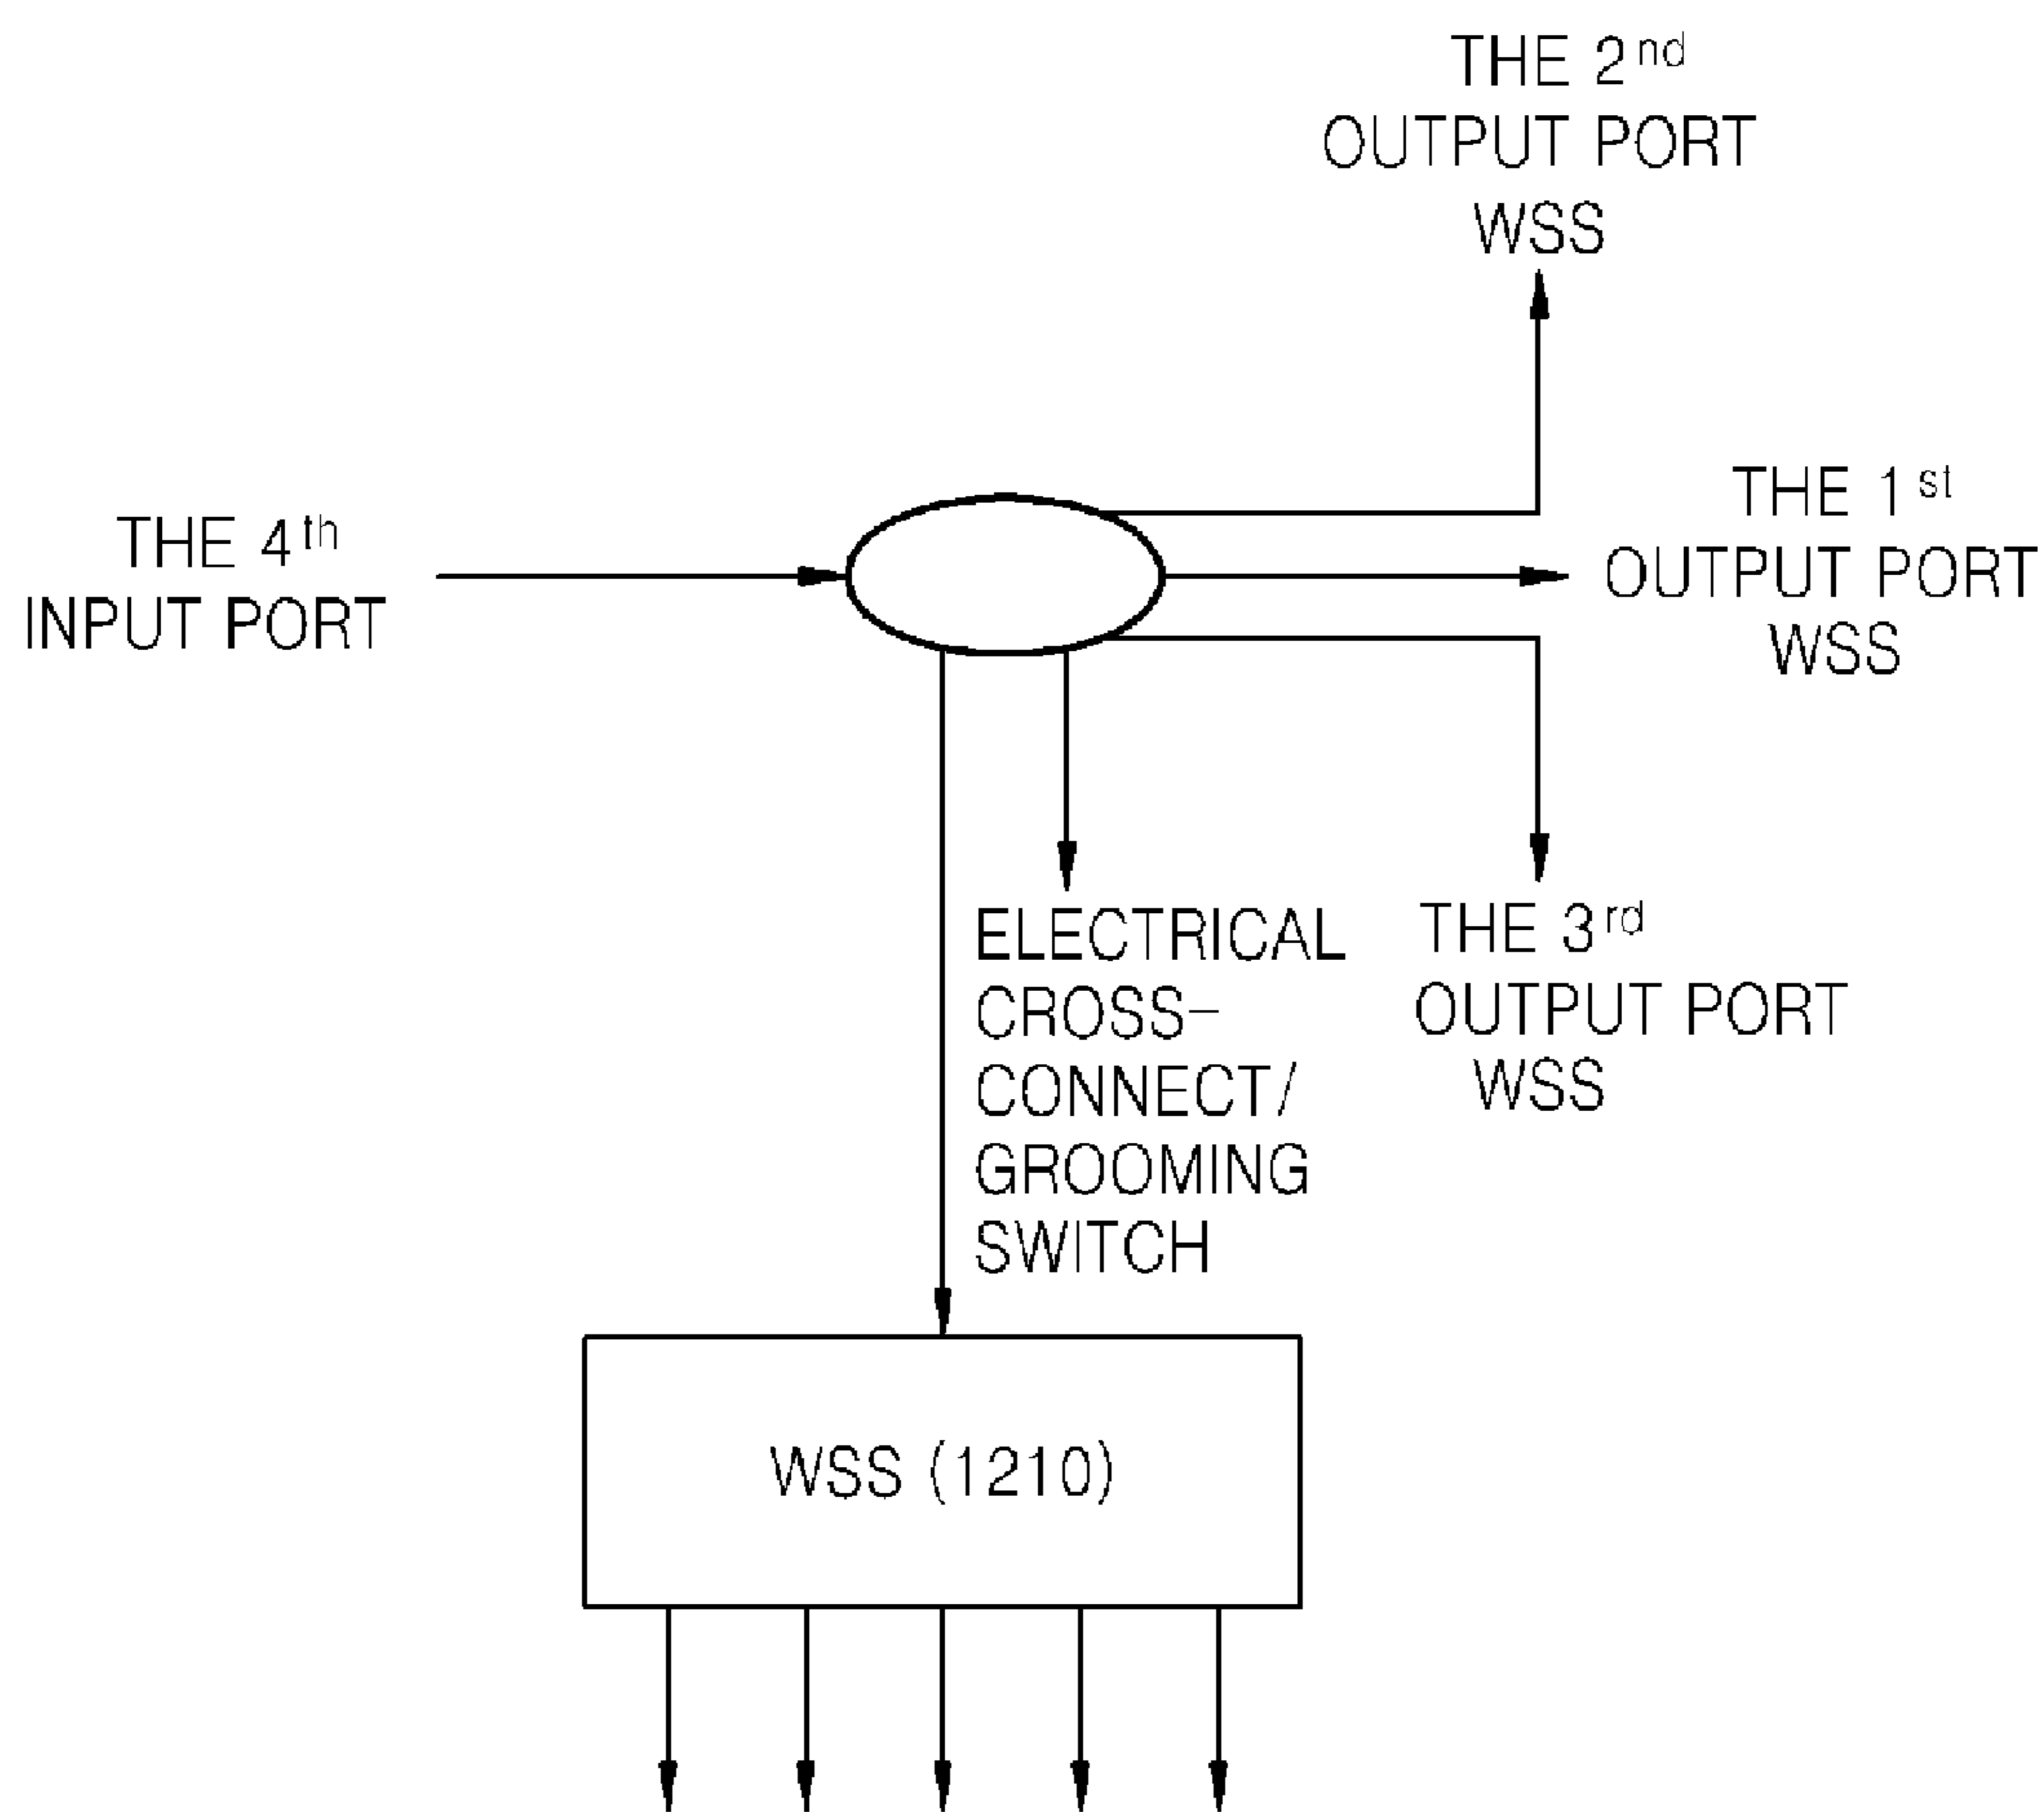 THE 2nd
OUTPUT PORT
WSS
THE 1st
OUTPUT PORT
WSS
THE 4th
INPUT PORT
ELECTRICAL
CROSS-
CONNECT/
GROOMING
SWITCH
THE 3rd
OUTPUT PORT
WSS
WSS (1210)